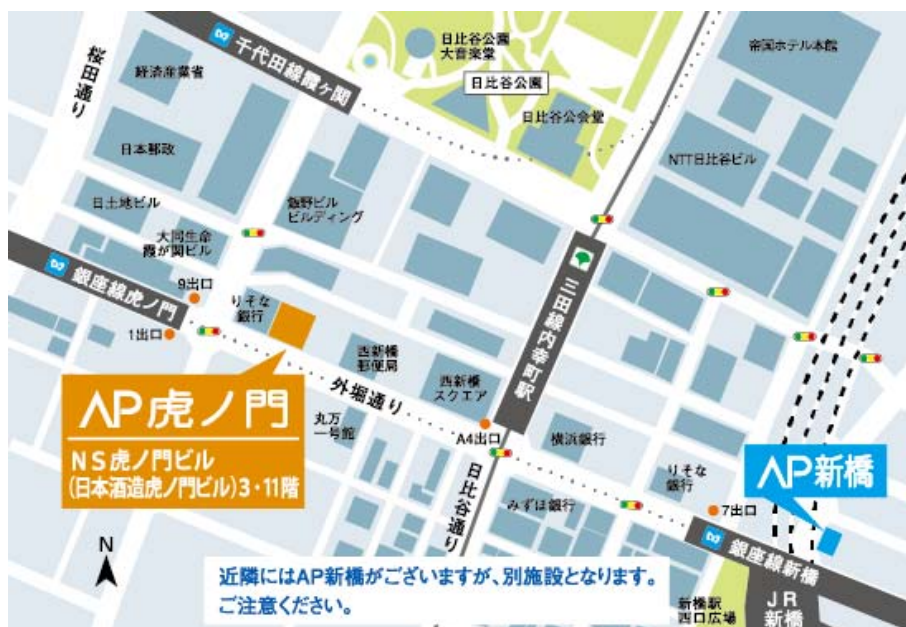 桜田通り
経済産業省
千代田線霞ケ関
日比谷公園
大音楽堂
日比谷公園
日比谷公会堂
帝国ホテル本館
日本郵政
NTT日比谷ビル
日土地ビル
飯野ビル
ビルディング
大同生命
霞が関ビル
銀座線虎ノ門
9出口
1出口
りそな
銀行
三田線内幸町駅
西新橋
郵便局
西新橋
スクエア
外堀通り
AP虎ノ門
NS虎ノ門ビル
(日本酒造虎ノ門ビル)3・11階
丸万
一号館
A4出口
横浜銀行
日比谷通り
みずほ銀行
りそな
銀行
7出口
AP新橋
銀座線新橋
N
近隣にはAP新橋がございますが、別施設となります。
ご注意ください。
新橋駅
西口広場
JR
新橋